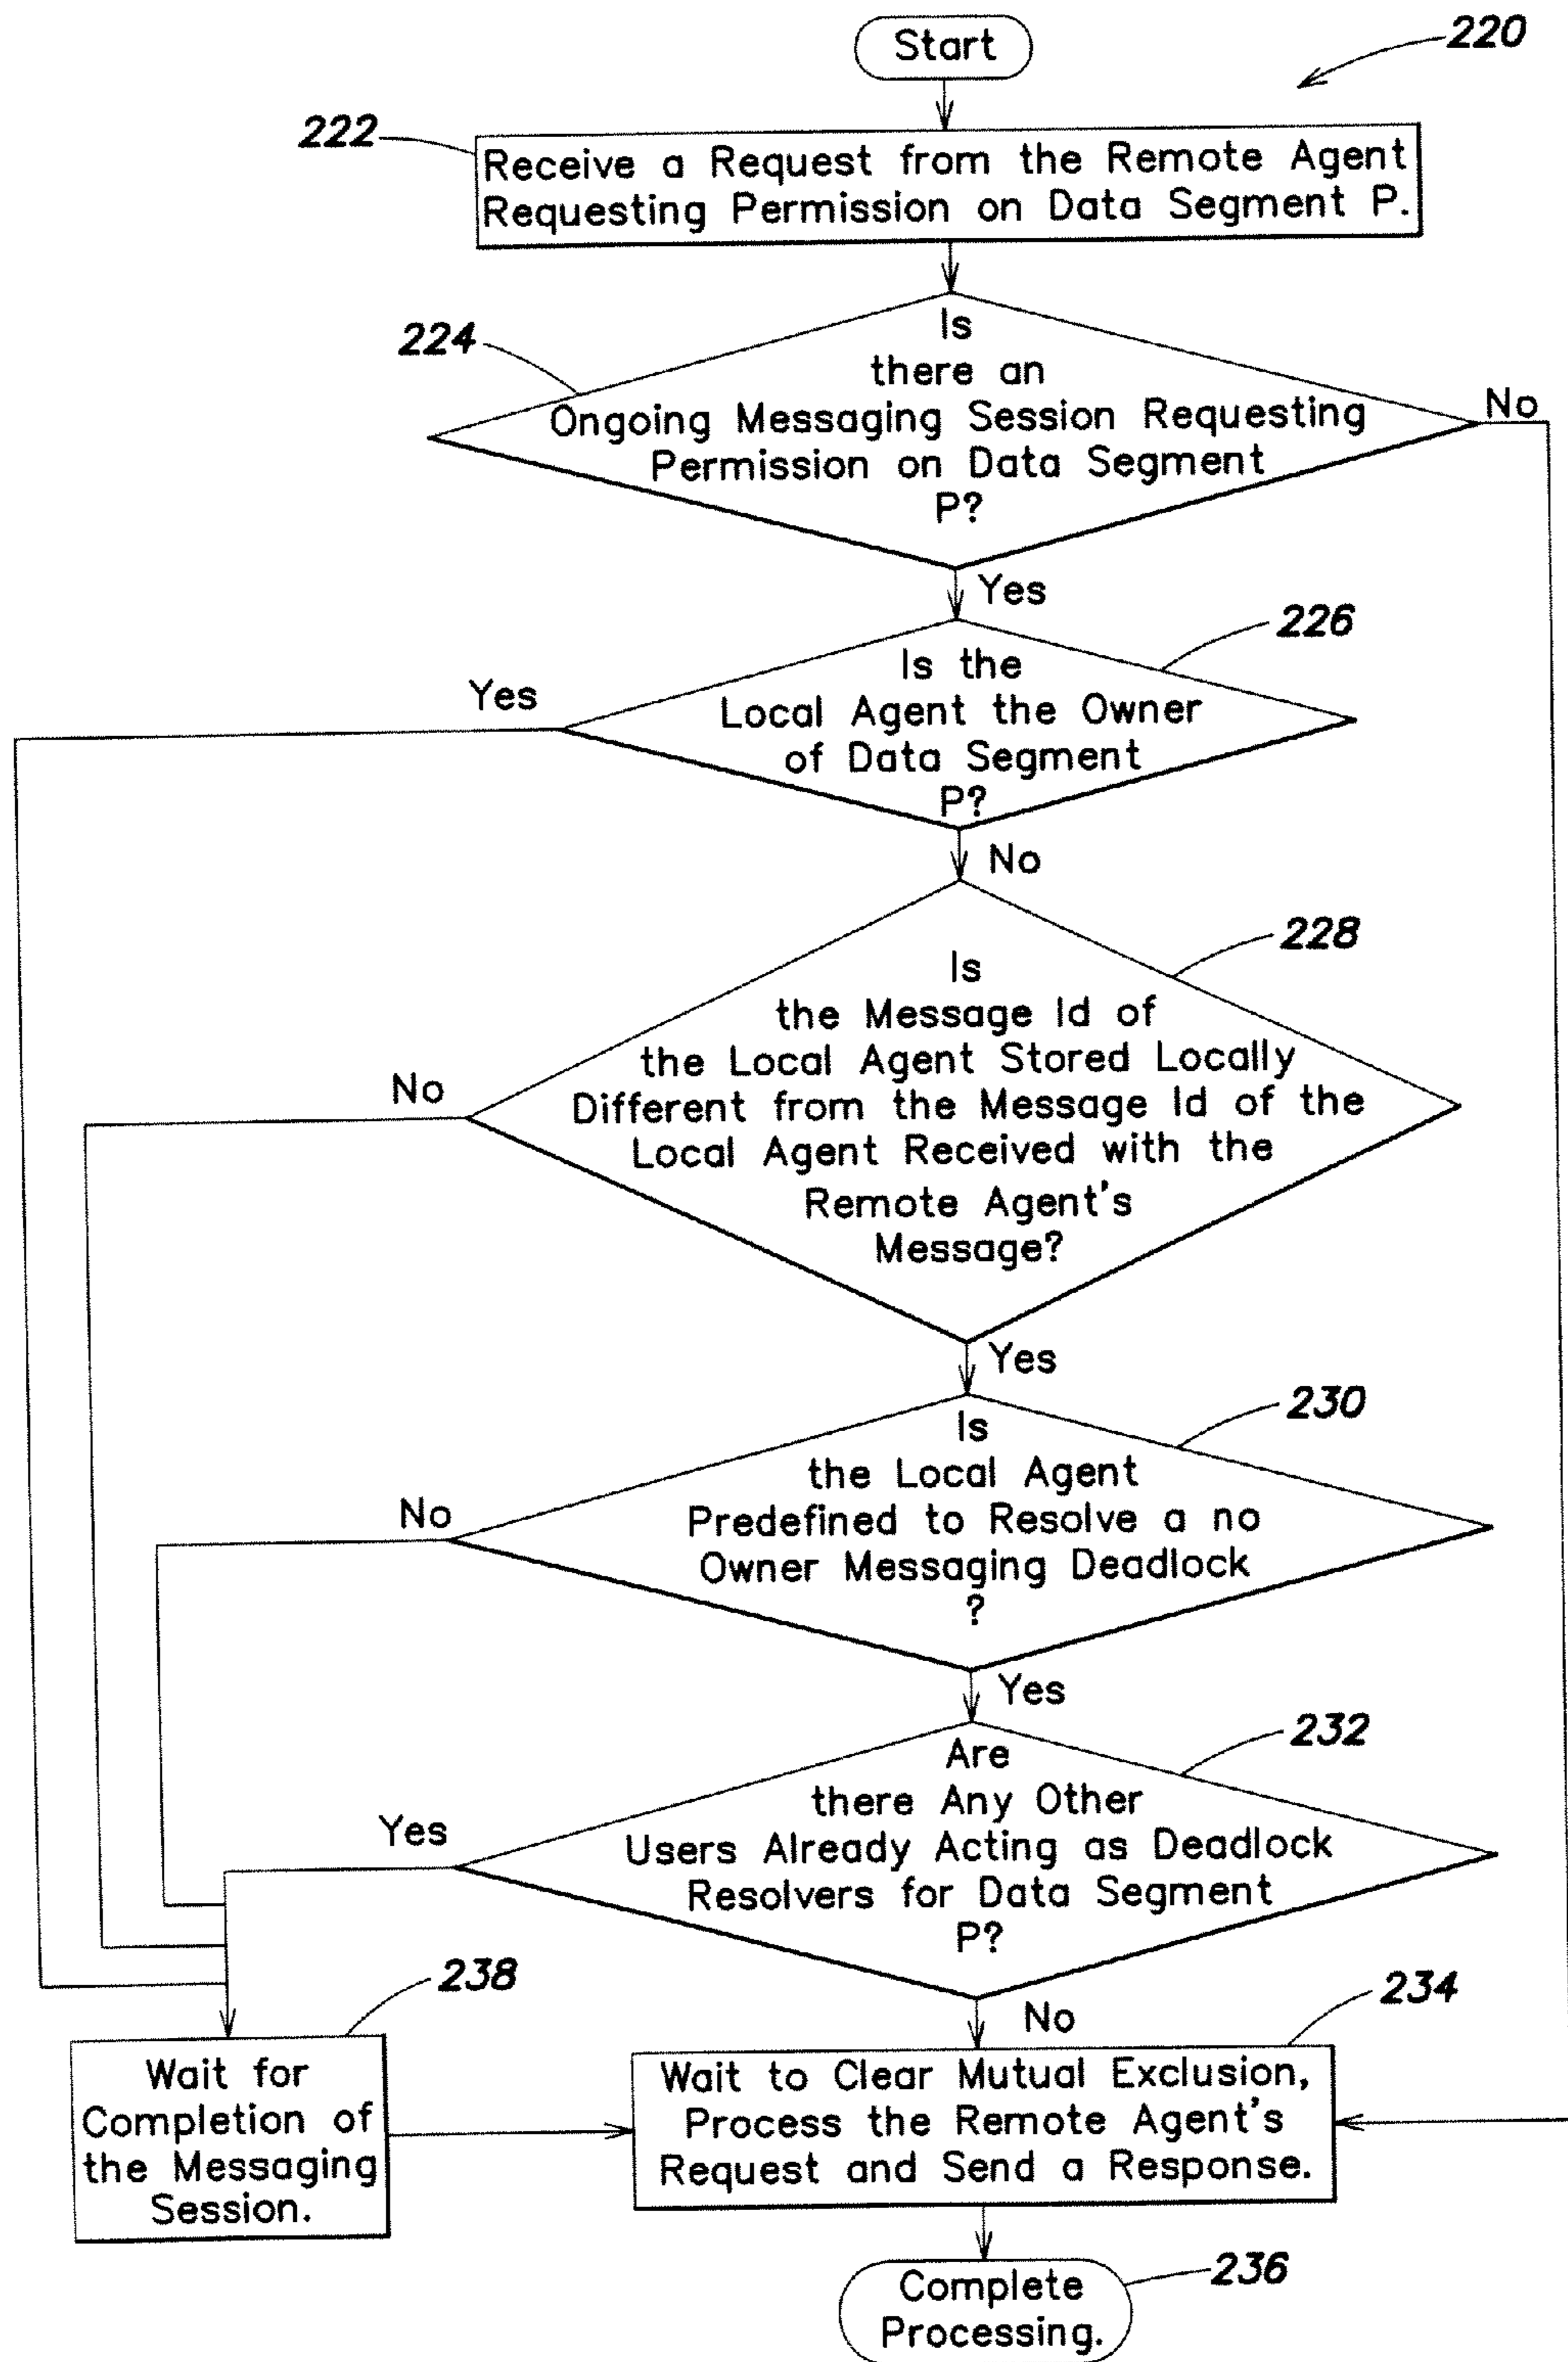 Start
220
222
Receive a Request from the Remote Agent
Requesting Permission on Data Segment P.
224
Is
there an
Ongoing Messaging Session Requesting
Permission on Data Segment
P?
No
Yes
226
Is the
Local Agent the Owner
of Data Segment
P?
Yes
No
228
Is
the Message Id of
the Local Agent Stored Locally
Different from the Message Id of the
Local Agent Received with the
Remote Agent's
Message?
No
Yes
230
Is
the Local Agent
Predefined to Resolve a no
Owner Messaging Deadlock
?
No
Yes
232
Are
there Any Other
Users Already Acting as Deadlock
Resolvers for Data Segment
P?
Yes
No
238
Wait for
Completion of
the Messaging
Session.
234
Wait to Clear Mutual Exclusion,
Process the Remote Agent's
Request and Send a Response.
236
Complete
Processing.